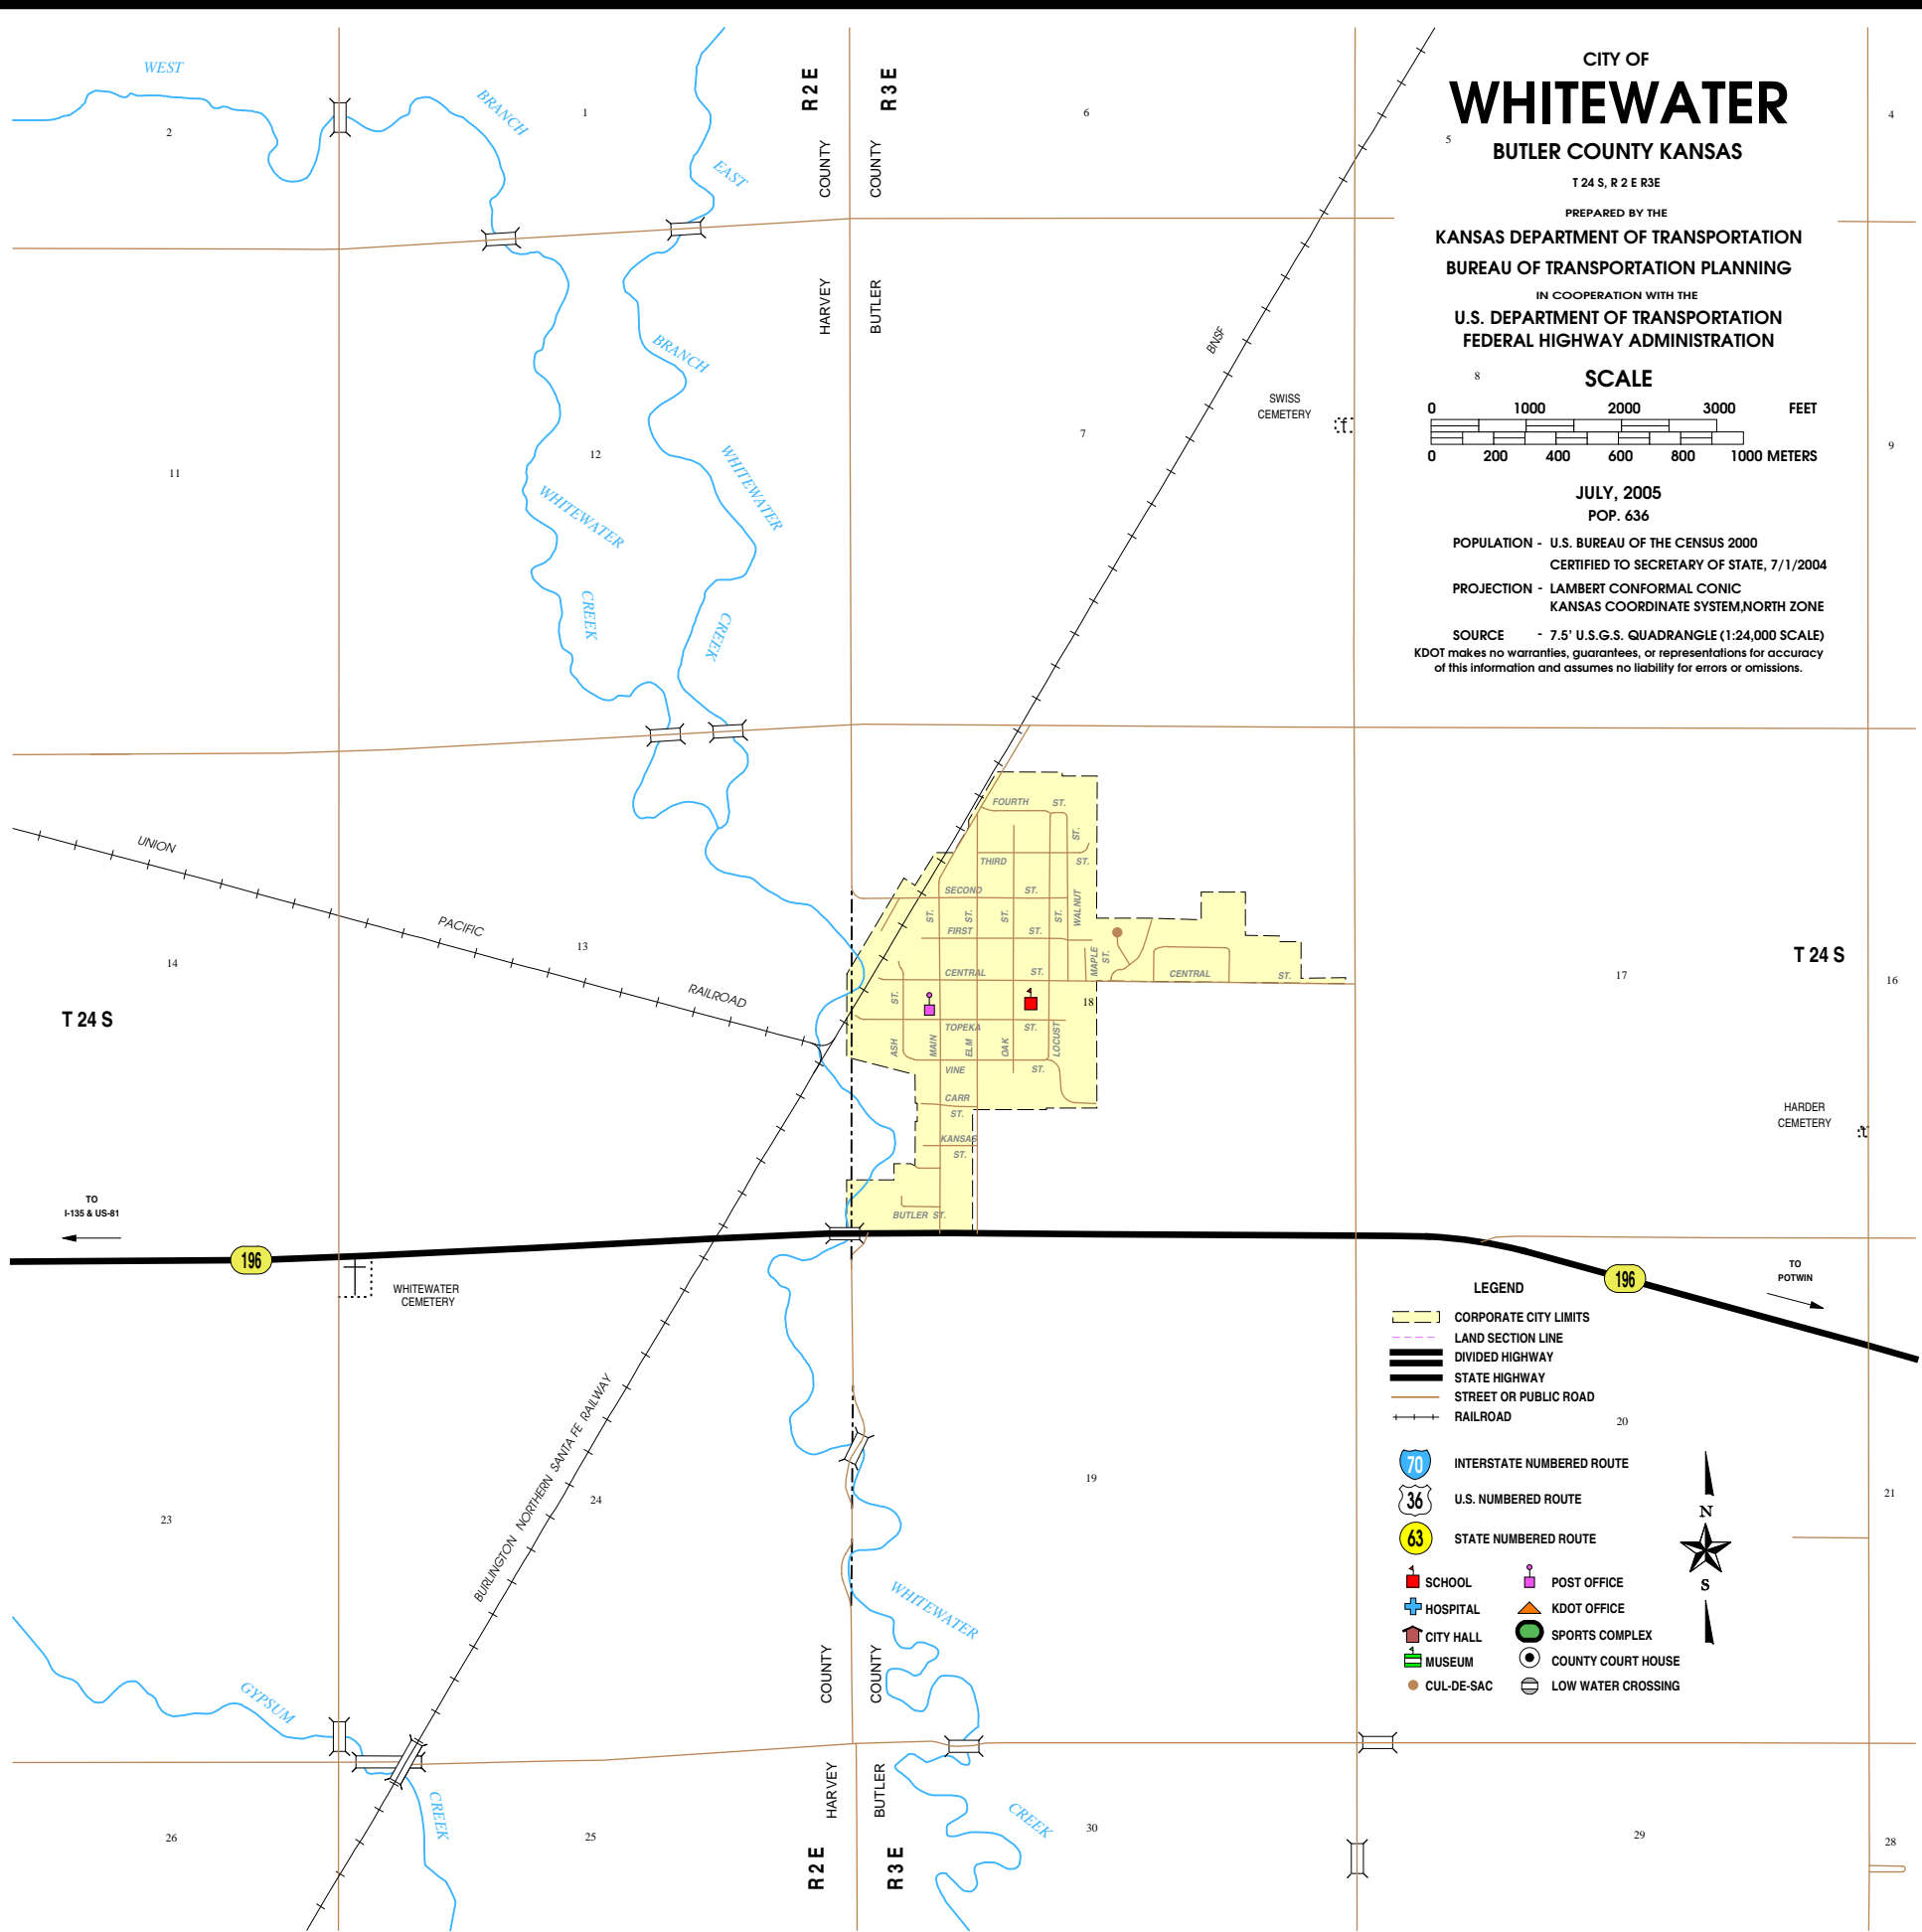 CITY OF
WHITEWATER
BUTLER COUNTY KANSAS
T 24 S, R 2 E R3E
PREPARED BY THE
KANSAS DEPARTMENT OF TRANSPORTATION
BUREAU OF TRANSPORTATION PLANNING
IN COOPERATION WITH THE
U.S. DEPARTMENT OF TRANSPORTATION
FEDERAL HIGHWAY ADMINISTRATION
SCALE
0 1000 2000 3000 FEET
0 200 400 600 800 1000 METERS
JULY, 2005
POP. 636
POPULATION - U.S. BUREAU OF THE CENSUS 2000
CERTIFIED TO SECRETARY OF STATE, 7/1/2004
PROJECTION - LAMBERT CONFORMAL CONIC
KANSAS COORDINATE SYSTEM,NORTH ZONE
SOURCE - 7.5' U.S.G.S. QUADRANGLE (1:24,000 SCALE)
KDOT makes no warranties, guarantees, or representations for accuracy
of this information and assumes no liability for errors or omissions.
WEST
BRANCH
WHITEWATER
CREEK
EAST
BRANCH
WHITEWATER
CREEK
R 2 E
R 3 E
COUNTY
COUNTY
HARVEY
BUTLER
2
1
6
5
4
11
12
7
8
9
BNSF
SWISS
CEMETERY
UNION
PACIFIC
RAILROAD
14
13
18
17
16
T 24 S
T 24 S
FOURTH ST.
THIRD ST.
ST.
SECOND ST.
ST.
ST.
ST.
ST.
WALNUT
FIRST ST.
MAPLE
ST.
CENTRAL ST.
CENTRAL ST.
ST.
TOPEKA ST.
ASH
MAIN
ELM
OAK
LOCUST
VINE ST.
CARR
ST.
KANSAS
ST.
BUTLER ST.
HARDER
CEMETERY
TO
I-135 & US-81
196
WHITEWATER
CEMETERY
196
TO
POTWIN
BURLINGTON NORTHERN SANTA FE RAILWAY
23
24
19
20
21
WHITEWATER
CREEK
GYPSUM
CREEK
COUNTY
COUNTY
HARVEY
BUTLER
R 2 E
R 3 E
26
25
30
29
28
LEGEND
CORPORATE CITY LIMITS
LAND SECTION LINE
DIVIDED HIGHWAY
STATE HIGHWAY
STREET OR PUBLIC ROAD
RAILROAD
70 INTERSTATE NUMBERED ROUTE
36 U.S. NUMBERED ROUTE
63 STATE NUMBERED ROUTE
SCHOOL
HOSPITAL
CITY HALL
MUSEUM
CUL-DE-SAC
POST OFFICE
KDOT OFFICE
SPORTS COMPLEX
COUNTY COURT HOUSE
LOW WATER CROSSING
N
S